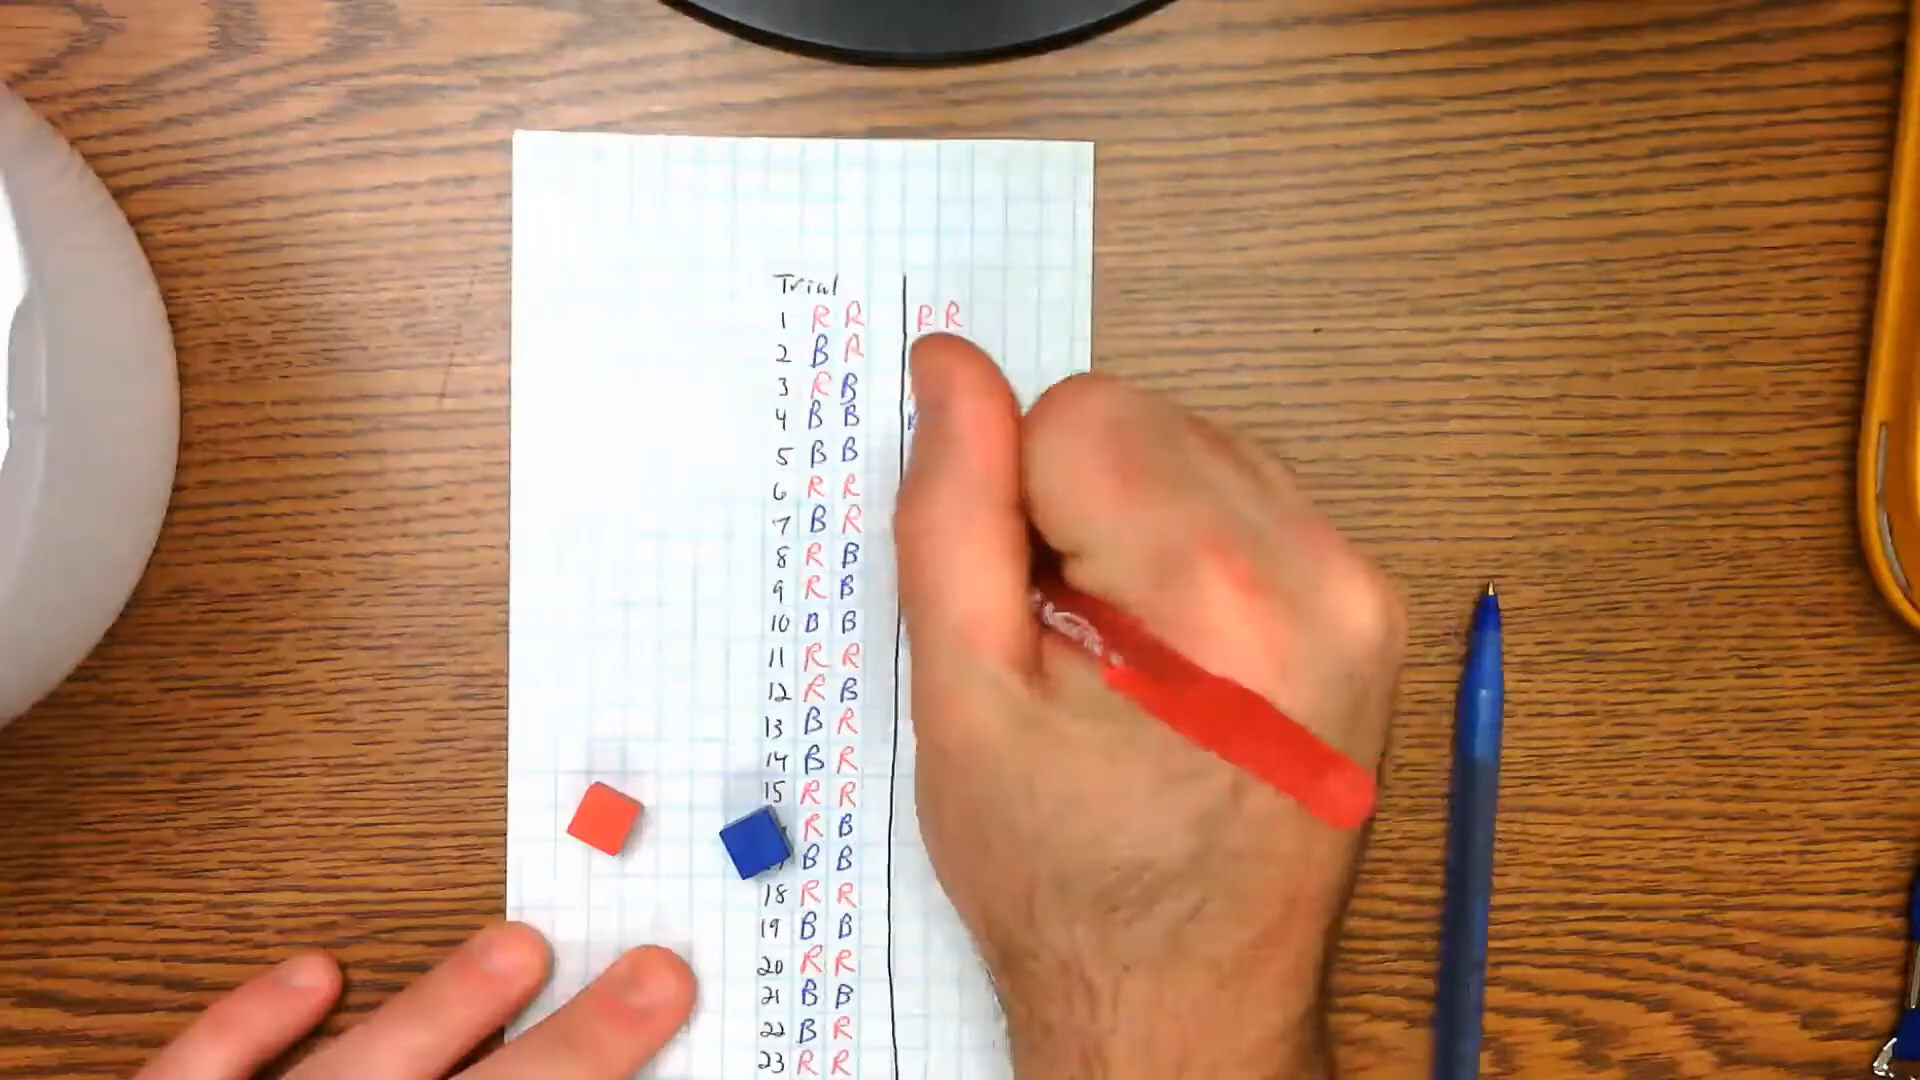 Trial
1 R R R R
2 B R
3 R B
4 B B
5 B B
6 R R
7 B R
8 R B
9 R B
10 B B
11 R R
12 R B
13 B R
14 B R
15 R R
R B
B B
18 R R
19 B B
20 R R
21 B B
22 B R
23 R R